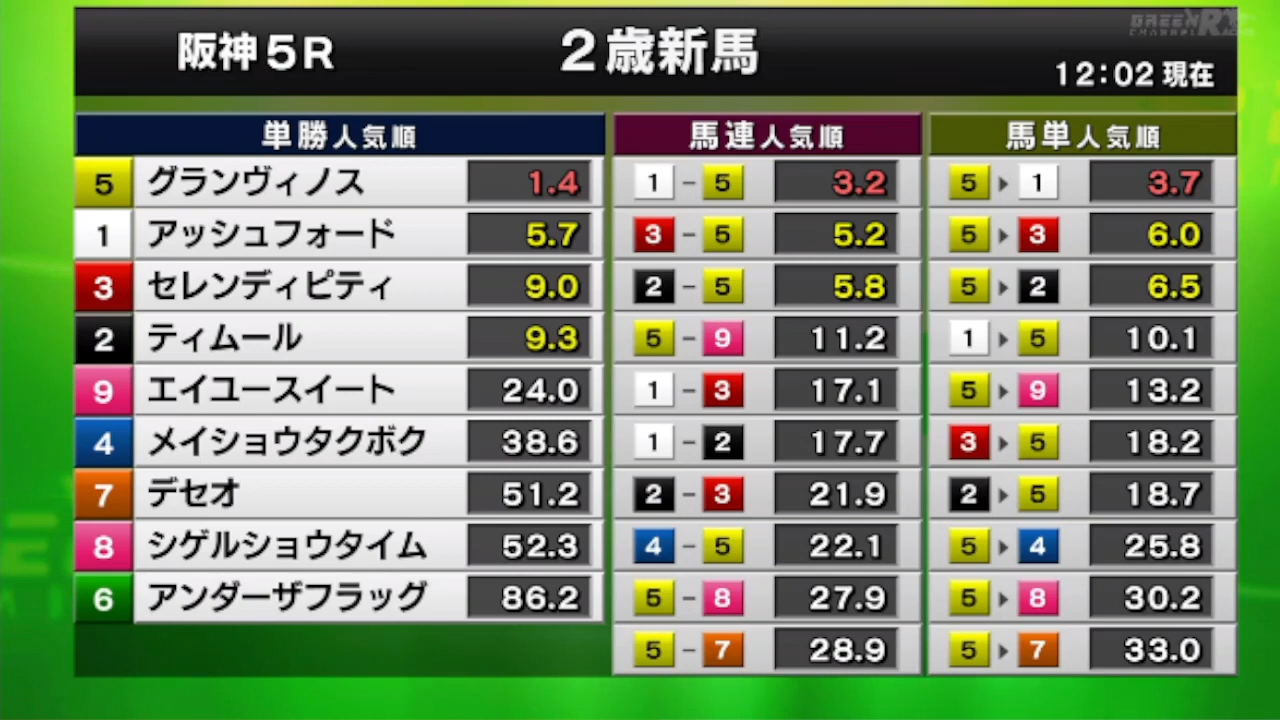 GREEN CHANNEL RACING
阪神5R 2歳新馬
12:02現在
単勝人気順 馬連人気順 馬単人気順
5 グランヴィノス 1.4 1-5 3.2 5▶1 3.7
1 アッシュフォード 5.7 3-5 5.2 5▶3 6.0
3 セレンディピティ 9.0 2-5 5.8 5▶2 6.5
2 ティムール 9.3 5-9 11.2 1▶5 10.1
9 エイユースイート 24.0 1-3 17.1 5▶9 13.2
4 メイショウタクボク 38.6 1-2 17.7 3▶5 18.2
7 デセオ 51.2 2-3 21.9 2▶5 18.7
8 シゲルショウタイム 52.3 4-5 22.1 5▶4 25.8
6 アンダーザフラッグ 86.2 5-8 27.9 5▶8 30.2
5-7 28.9 5▶7 33.0